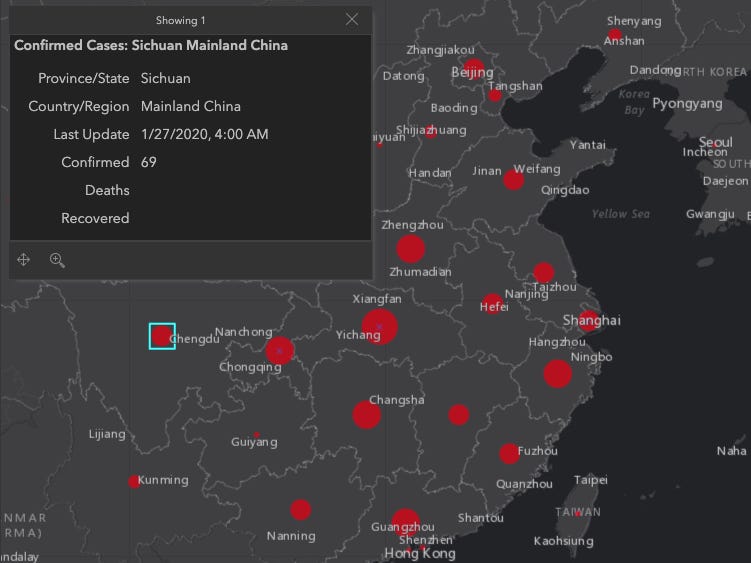 Showing 1
Confirmed Cases: Sichuan Mainland China
Province/State Sichuan
Country/Region Mainland China
Last Update 1/27/2020, 4:00 AM
Confirmed 69
Deaths
Recovered
Shenyang
Anshan
Zhangjiakou
Beijing
Datong
Tangshan
Dandong
NORTH KOREA
Korea
Bay
Pyongyang
Baoding
Shijiazhuang
iyuan
Seoul
Incheon
SOUTH
Yantai
Handan
Jinan
Weifang
Daejeon
Qingdao
Yellow Sea
Gwangju
Zhengzhou
Zhumadian
Taizhou
Nanjing
Hefei
Xiangfan
Yichang
Shanghai
Hangzhou
Ningbo
Chengdu
Nanchong
Chongqing
Changsha
Lijiang
Guiyang
Fuzhou
Naha
Kunming
Quanzhou
Taipei
TAIWAN
Kaohsiung
NMAR
RMA)
ndalay
Nanning
Guangzhou
Shantou
Shenzhen
Hong Kong